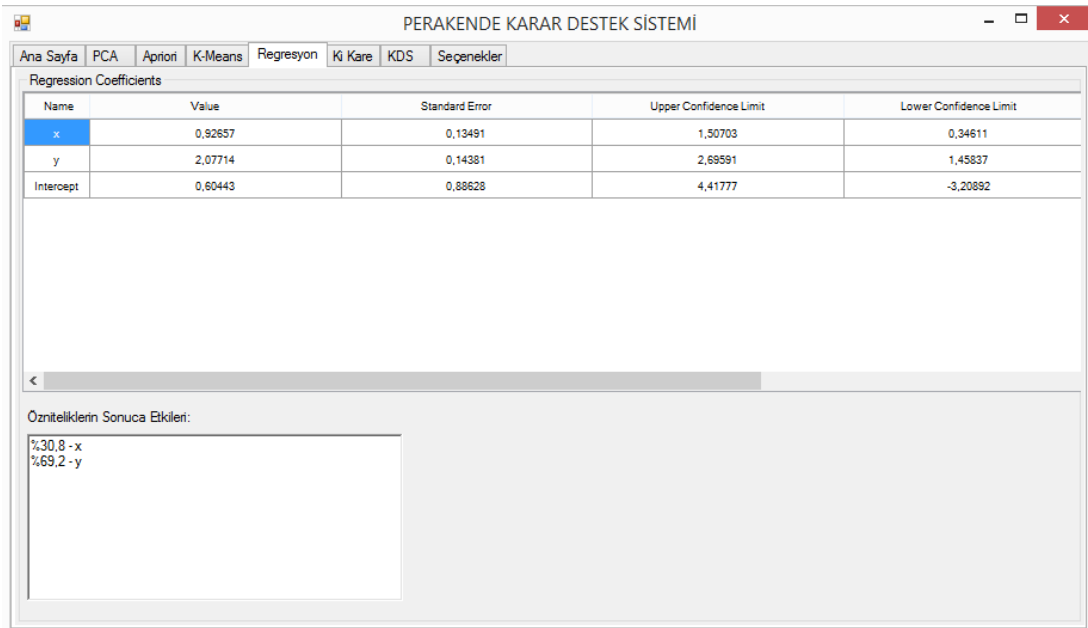 PERAKENDE KARAR DESTEK SİSTEMİ
Ana Sayfa PCA Apriori K-Means Regresyon Ki Kare KDS Seçenekler
Regression Coefficients
Name Value Standard Error Upper Confidence Limit Lower Confidence Limit
x 0,92657 0,13491 1,50703 0,34611
y 2,07714 0,14381 2,69591 1,45837
Intercept 0,60443 0,88628 4,41777 -3,20892
Özniteliklerin Sonuca Etkileri:
%30,8 - x
%69,2 - y